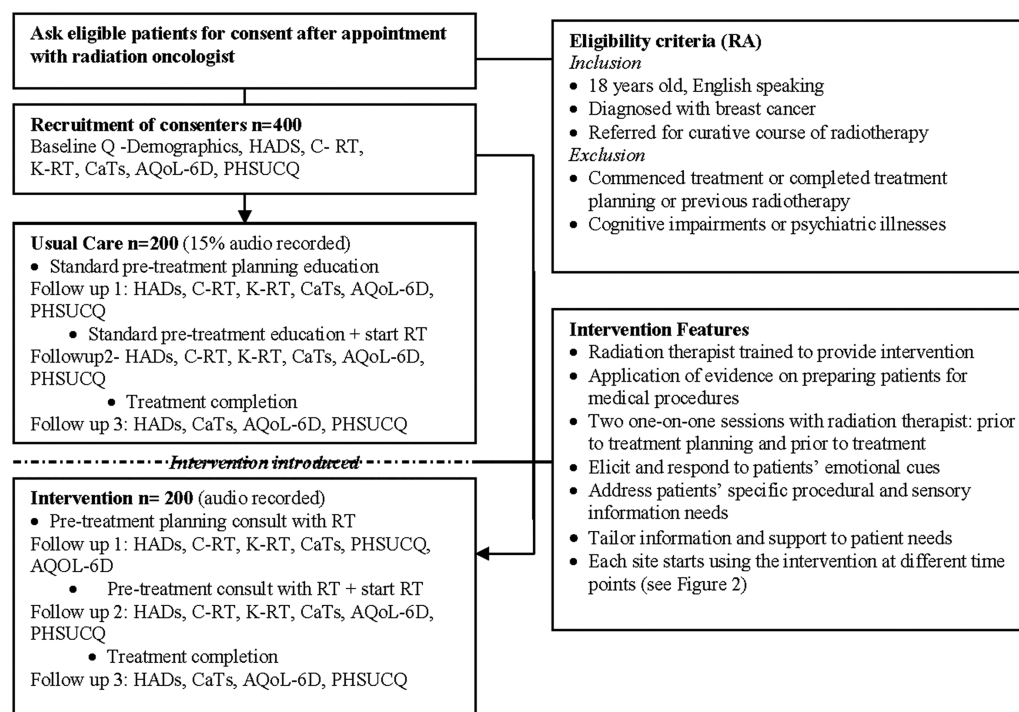 Ask eligible patients for consent after appointment
with radiation oncologist
Recruitment of consenters n=400
Baseline Q -Demographics, HADS, C- RT,
K-RT, CaTs, AQoL-6D, PHSUCQ
Usual Care n=200 (15% audio recorded)
• Standard pre-treatment planning education
Follow up 1: HADs, C-RT, K-RT, CaTs, AQoL-6D,
PHSUCQ
• Standard pre-treatment education + start RT
Followup2- HADs, C-RT, K-RT, CaTs, AQoL-6D,
PHSUCQ
• Treatment completion
Follow up 3: HADs, CaTs, AQoL-6D, PHSUCQ
Intervention introduced
Intervention n= 200 (audio recorded)
• Pre-treatment planning consult with RT
Follow up 1: HADs, C-RT, K-RT, CaTs, PHSUCQ,
AQOL-6D
• Pre-treatment consult with RT + start RT
Follow up 2: HADs, C-RT, K-RT, CaTs, AQoL-6D,
PHSUCQ
• Treatment completion
Follow up 3: HADs, CaTs, AQoL-6D, PHSUCQ
Eligibility criteria (RA)
Inclusion
• 18 years old, English speaking
• Diagnosed with breast cancer
• Referred for curative course of radiotherapy
Exclusion
• Commenced treatment or completed treatment
planning or previous radiotherapy
• Cognitive impairments or psychiatric illnesses
Intervention Features
• Radiation therapist trained to provide intervention
• Application of evidence on preparing patients for
medical procedures
• Two one-on-one sessions with radiation therapist: prior
to treatment planning and prior to treatment
• Elicit and respond to patients’ emotional cues
• Address patients’ specific procedural and sensory
information needs
• Tailor information and support to patient needs
• Each site starts using the intervention at different time
points (see Figure 2)